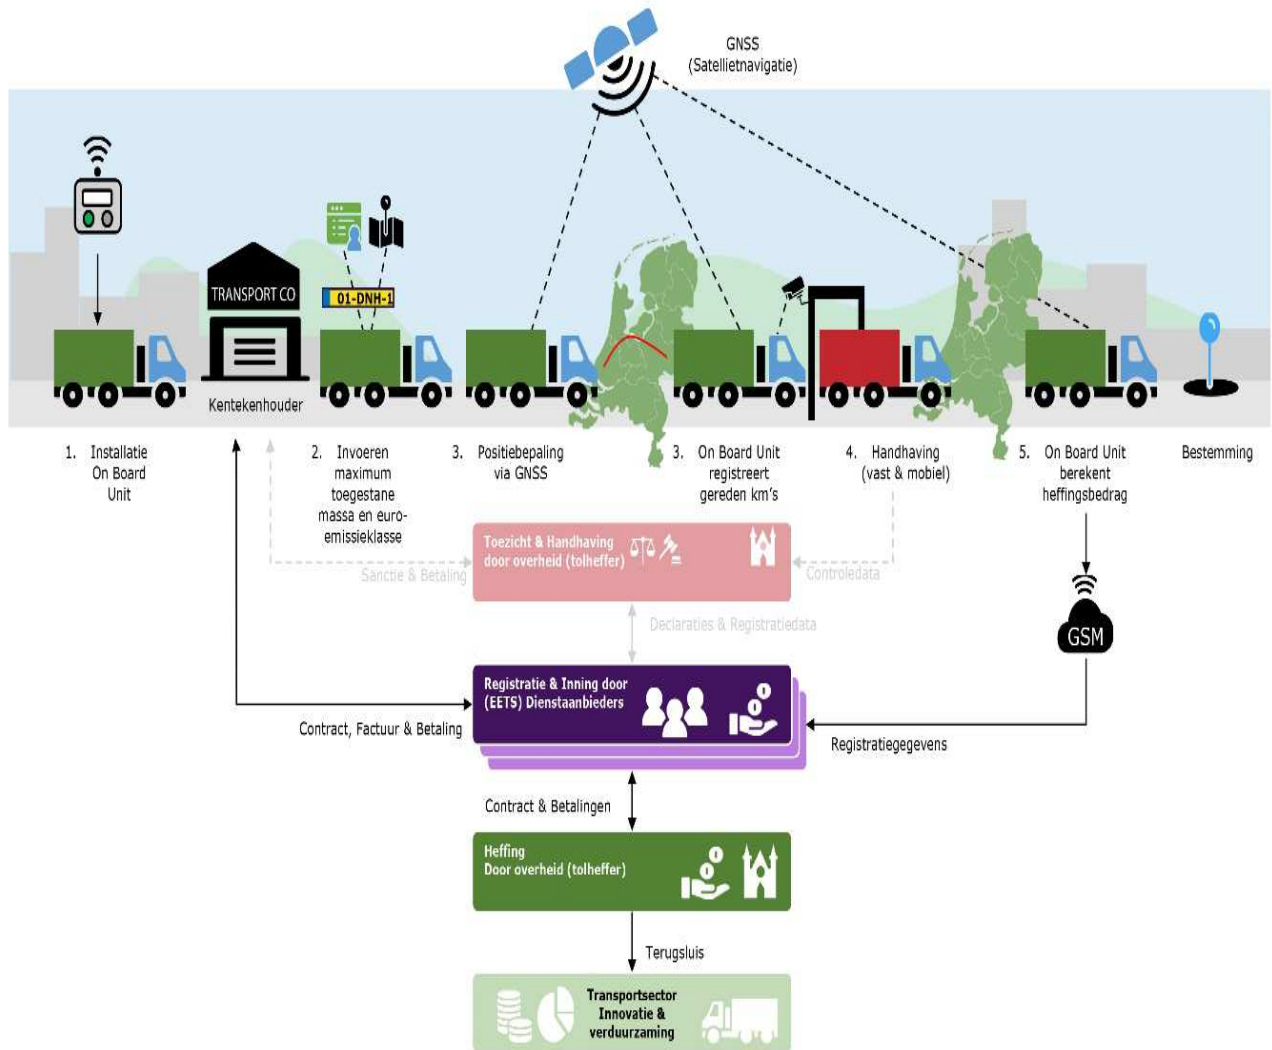 GNSS
(Satellietnavigatie)
TRANSPORT CO
01-DNH-1
Kentekenhouder
1. Installatie
On Board
Unit
2. Invoeren
maximum
toegestane
massa en euro-
emissieklasse
3. Positiebepaling
via GNSS
3. On Board Unit
registreert
gereden km's
4. Handhaving
(vast & mobiel)
5. On Board Unit
berekent
heffingsbedrag
Bestemming
Toezicht & Handhaving
door overheid (tolheffer)
Sanctie & Betaling
Controledata
Declaraties & Registratiedata
GSM
Registratie & Inning door
(EETS) Dienstaanbieders
Contract, Factuur & Betaling
Registratiegegevens
Contract & Betalingen
Heffing
Door overheid (tolheffer)
Terugsluis
Transportsector
Innovatie &
verduurzaming